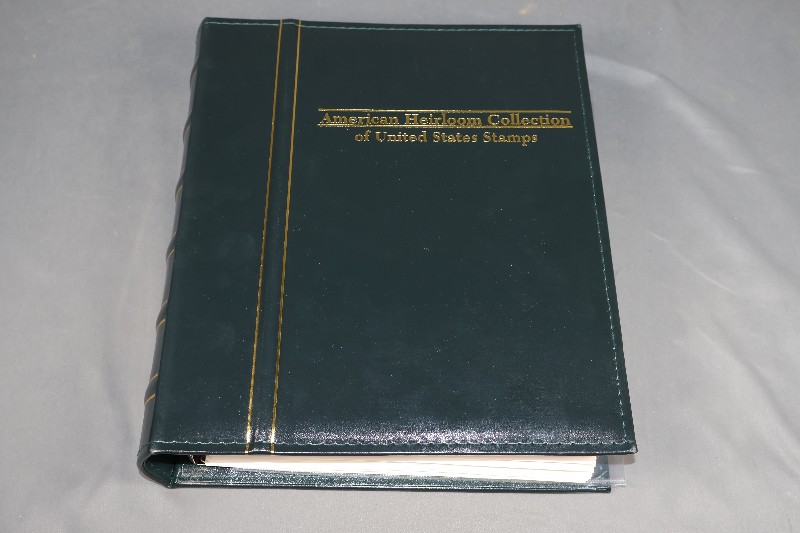 American Heirloom Collection
of United States Stamps